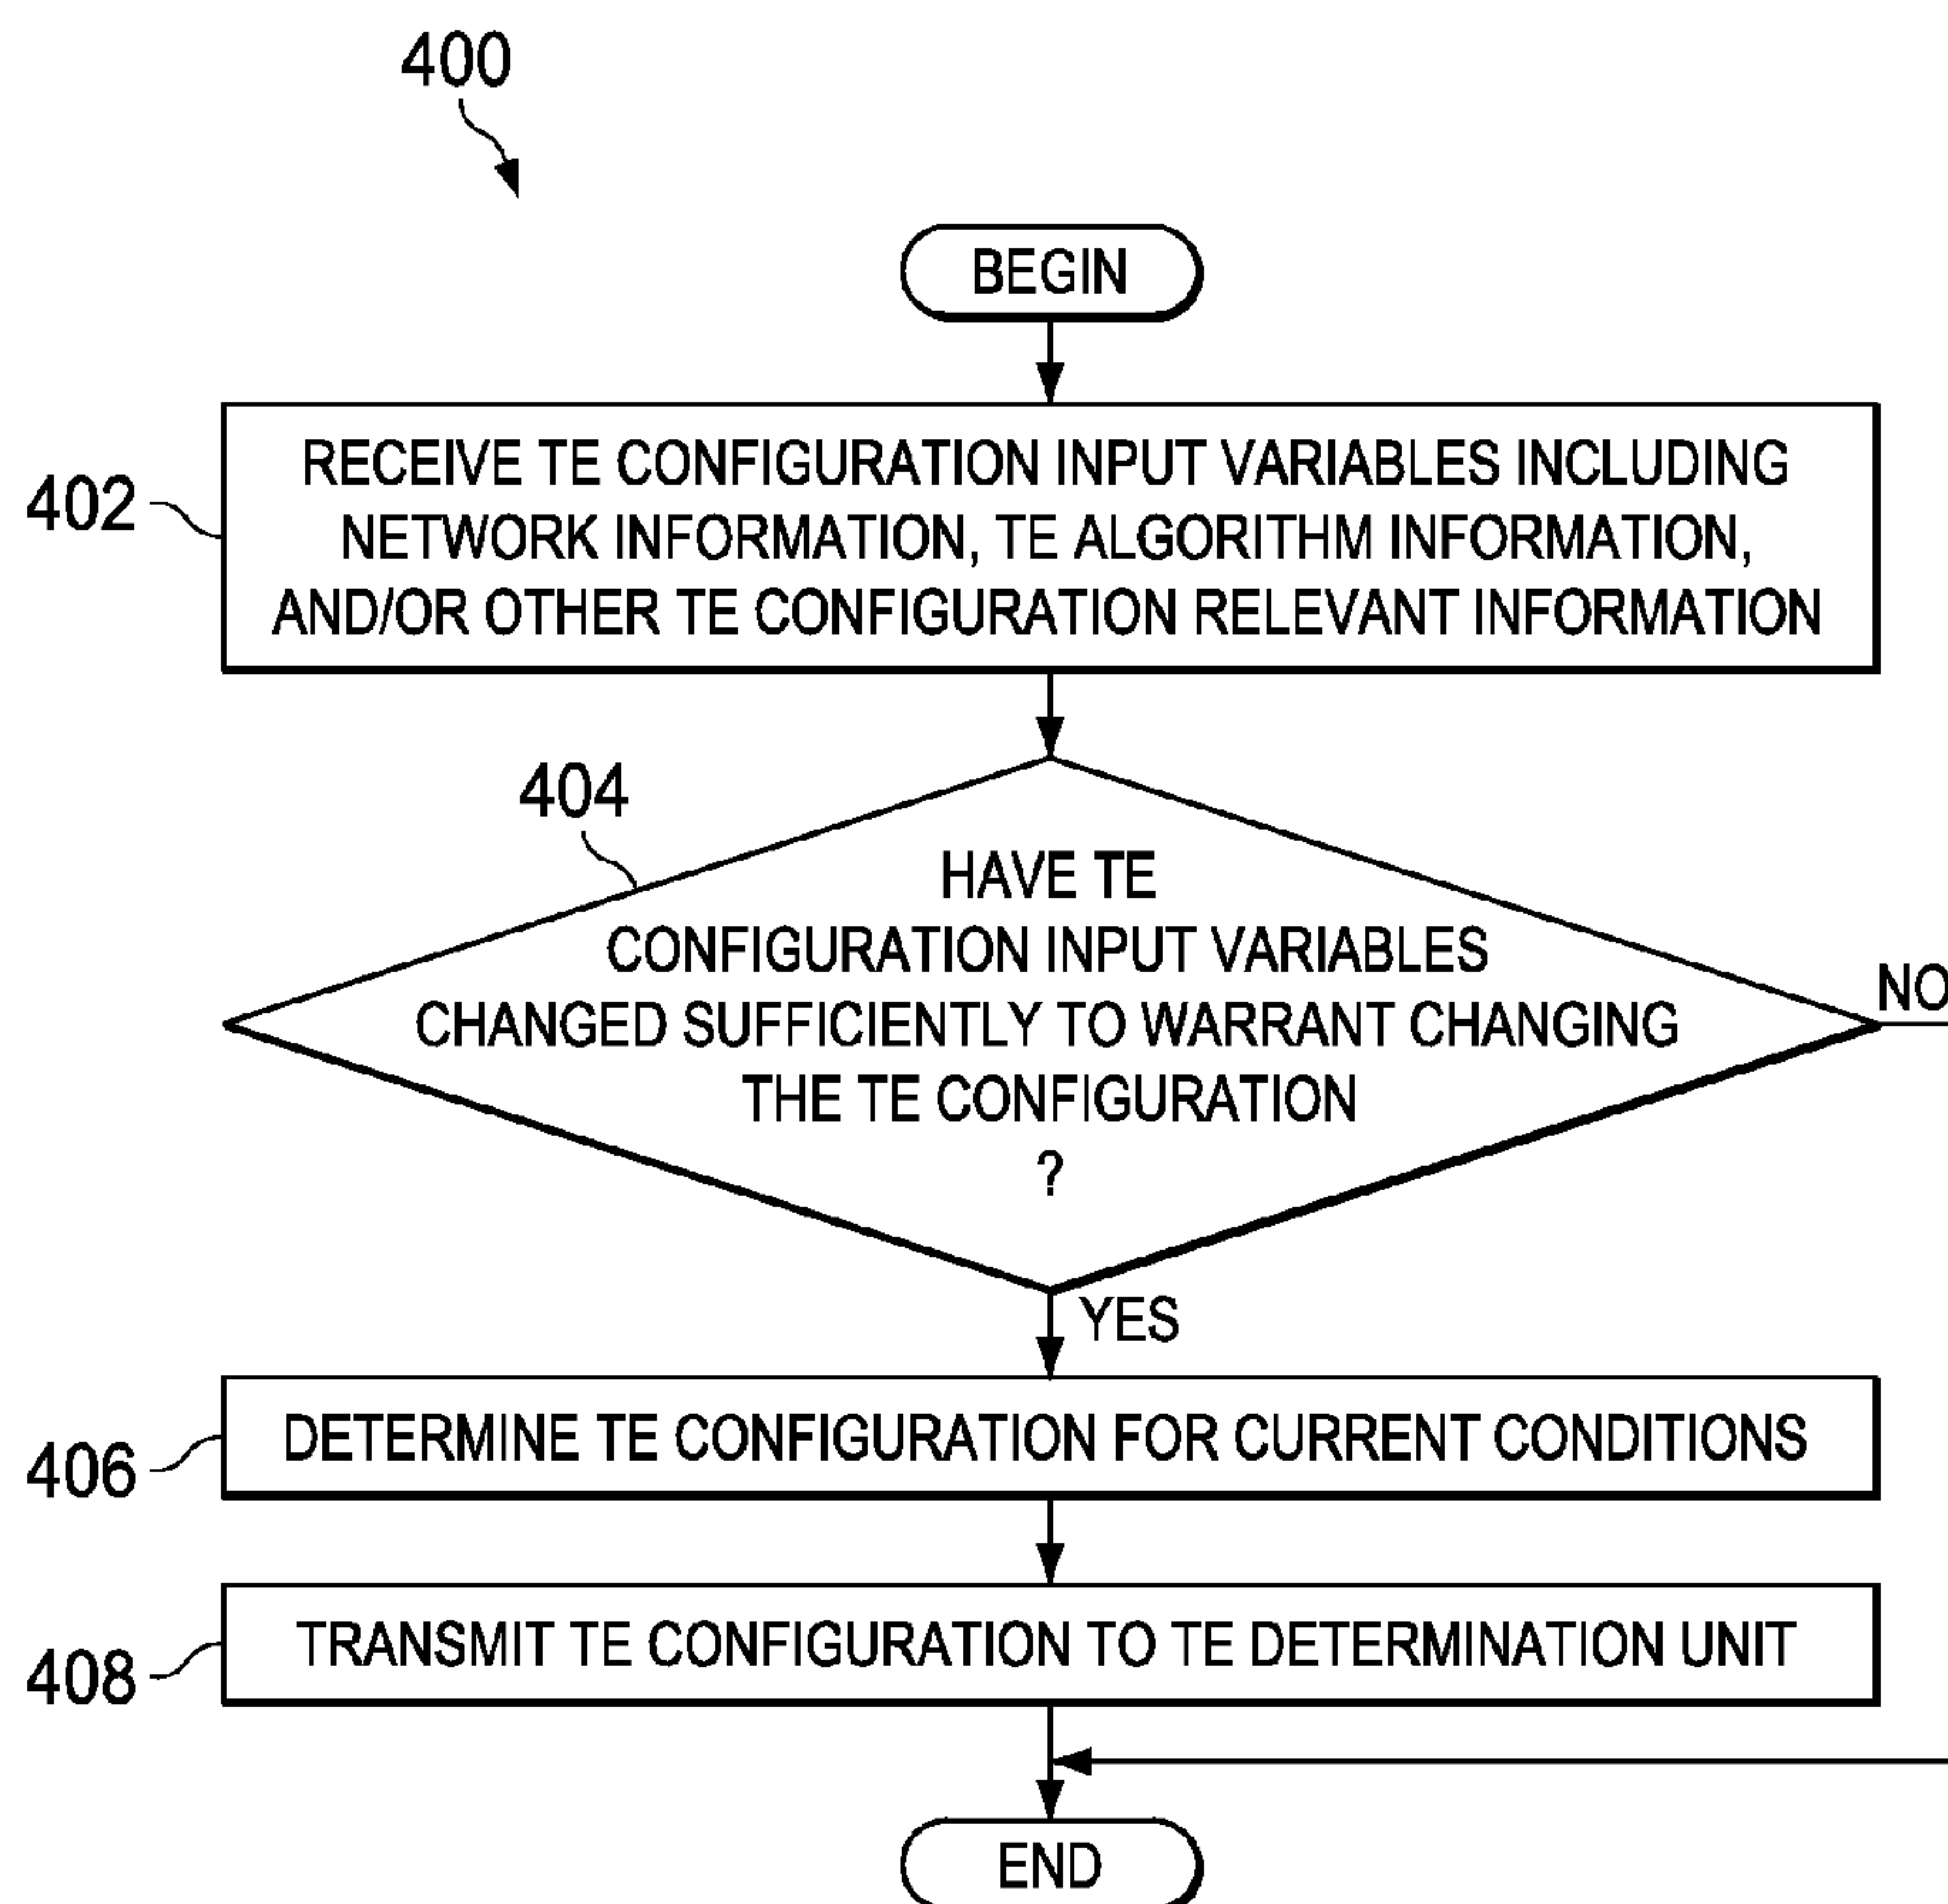 400
BEGIN
402
RECEIVE TE CONFIGURATION INPUT VARIABLES INCLUDING
NETWORK INFORMATION, TE ALGORITHM INFORMATION,
AND/OR OTHER TE CONFIGURATION RELEVANT INFORMATION
404
HAVE TE
CONFIGURATION INPUT VARIABLES
CHANGED SUFFICIENTLY TO WARRANT CHANGING
THE TE CONFIGURATION
?
NO
YES
406
DETERMINE TE CONFIGURATION FOR CURRENT CONDITIONS
408
TRANSMIT TE CONFIGURATION TO TE DETERMINATION UNIT
END